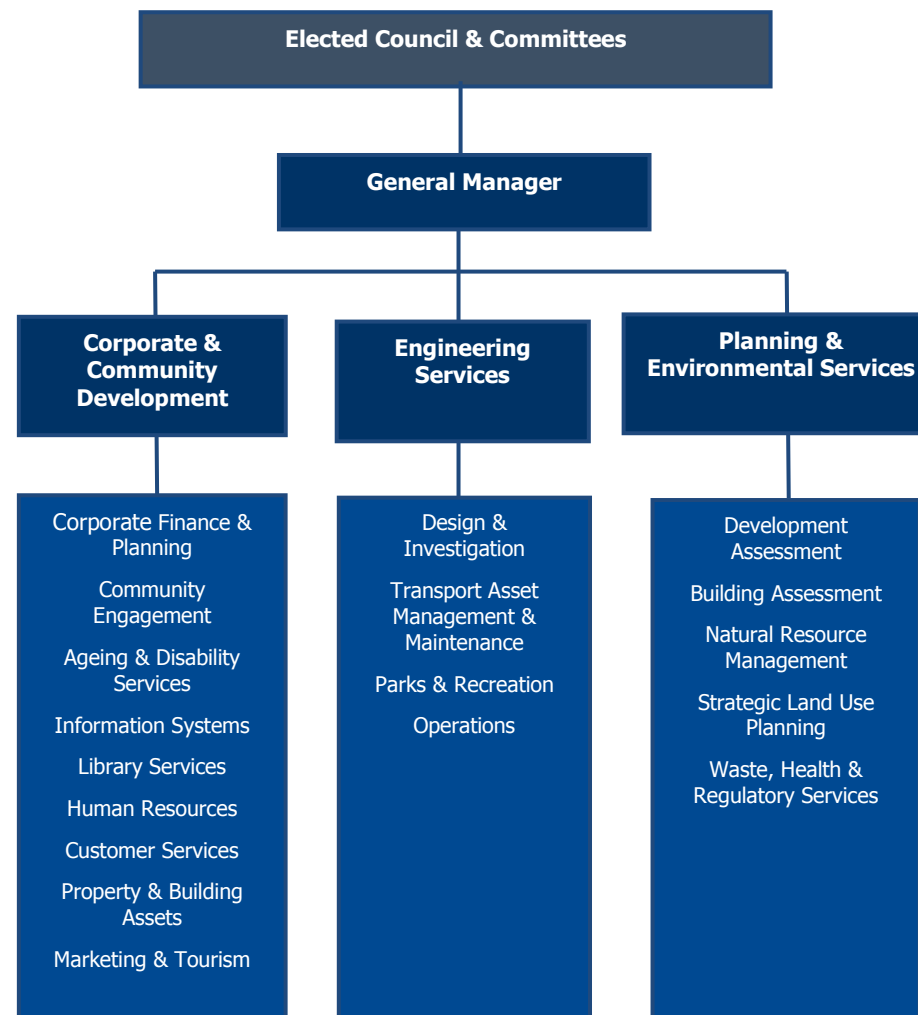 Elected Council & Committees
General Manager
Corporate &
Community
Development
Engineering
Services
Planning &
Environmental Services
Corporate Finance &
Planning
Community
Engagement
Ageing & Disability
Services
Information Systems
Library Services
Human Resources
Customer Services
Property & Building
Assets
Marketing & Tourism
Design &
Investigation
Transport Asset
Management &
Maintenance
Parks & Recreation
Operations
Development
Assessment
Building Assessment
Natural Resource
Management
Strategic Land Use
Planning
Waste, Health &
Regulatory Services